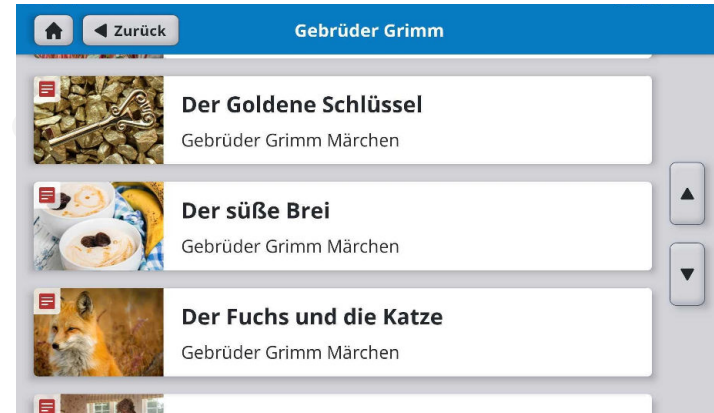 Zurück
Gebrüder Grimm
Der Goldene Schlüssel
Gebrüder Grimm Märchen
Der süße Brei
Gebrüder Grimm Märchen
Der Fuchs und die Katze
Gebrüder Grimm Märchen